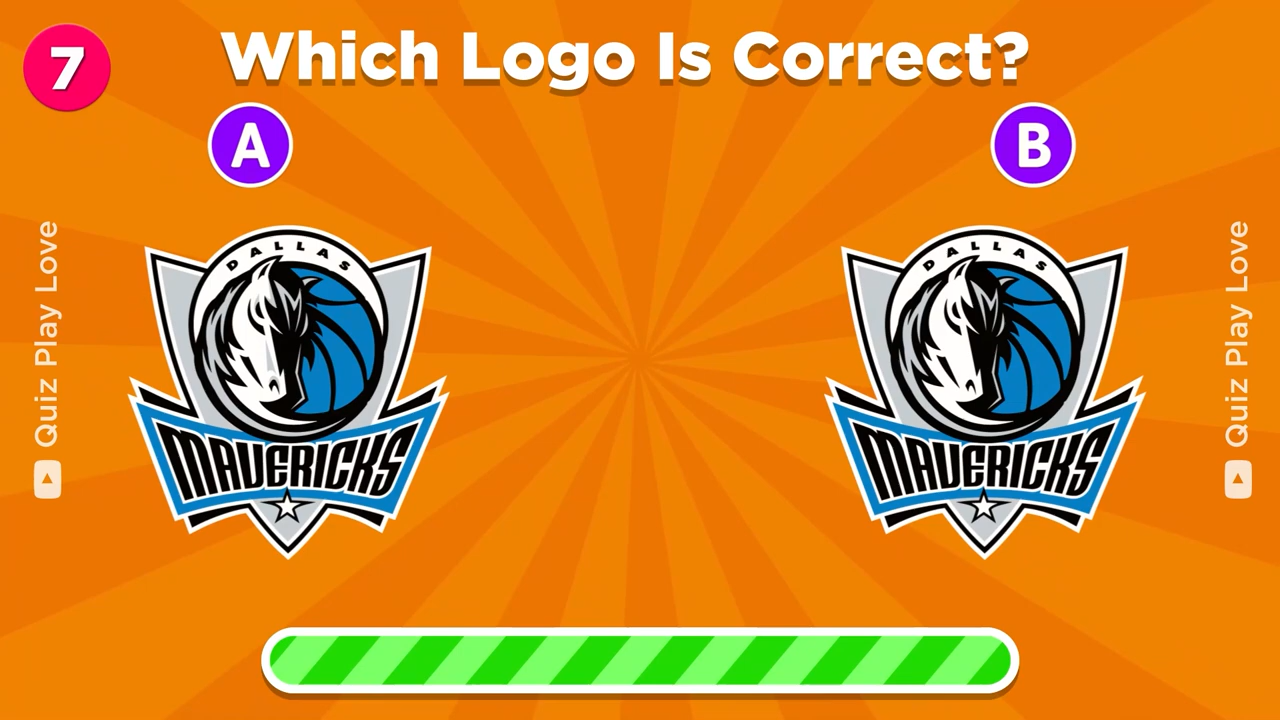 7
Which Logo Is Correct?
A
B
DALLAS
MAVERICKS
DALLAS
MAVERICKS
Quiz Play Love
Quiz Play Love